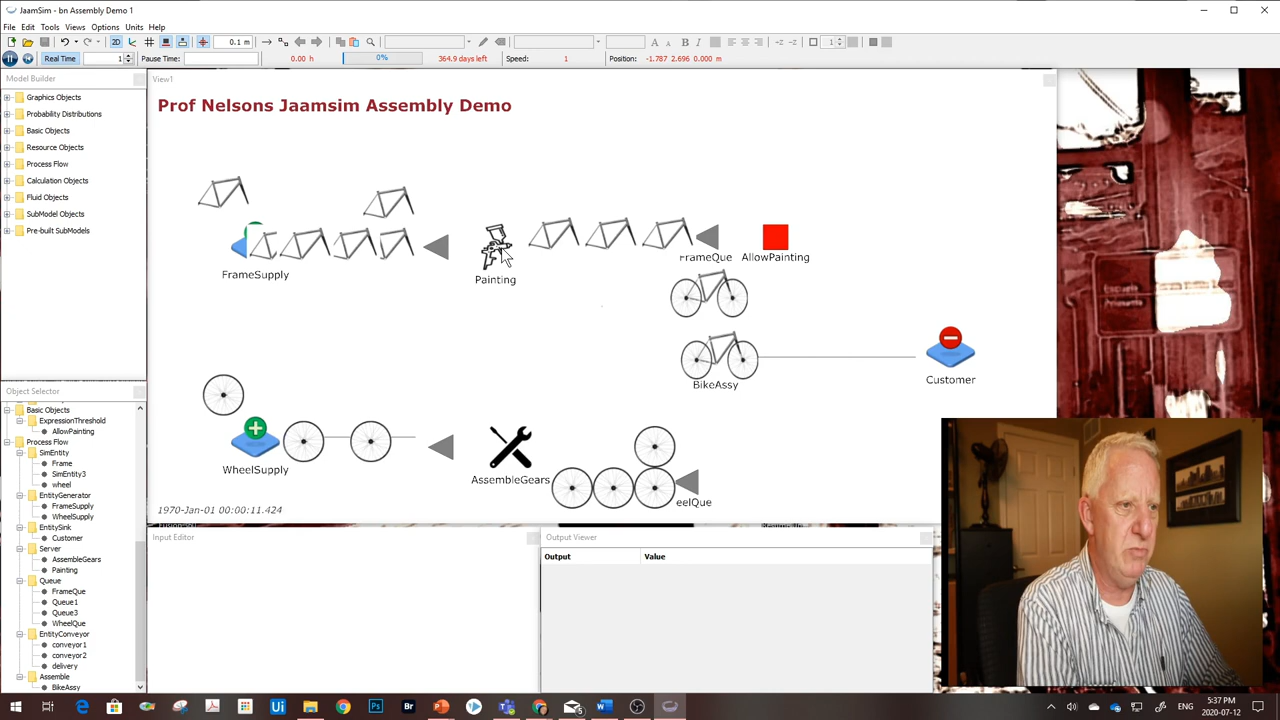 JaamSim - bn Assembly Demo 1
File Edit Tools Views Options Units Help
2D 0.1 m 1
Real Time 1 Pause Time: 0.00 h 0% 364.9 days left Speed: 1 Position: -1.787 2.696 0.000 m
Model Builder
Graphics Objects
Probability Distributions
Basic Objects
Resource Objects
Process Flow
Calculation Objects
Fluid Objects
SubModel Objects
Pre-built SubModels
Object Selector
Basic Objects
ExpressionThreshold
AllowPainting
Process Flow
SimEntity
Frame
SimEntity3
wheel
EntityGenerator
FrameSupply
WheelSupply
EntitySink
Customer
Server
AssembleGears
Painting
Queue
FrameQue
Queue1
Queue3
WheelQue
EntityConveyor
conveyor1
conveyor2
delivery
Assemble
BikeAssy
View1
Prof Nelsons Jaamsim Assembly Demo
FrameSupply
Painting
FrameQue
AllowPainting
BikeAssy
Customer
WheelSupply
AssembleGears
eelQue
1970-Jan-01 00:00:11.424
Input Editor
Output Viewer
Output Value
ENG
5:37 PM
2020-07-12